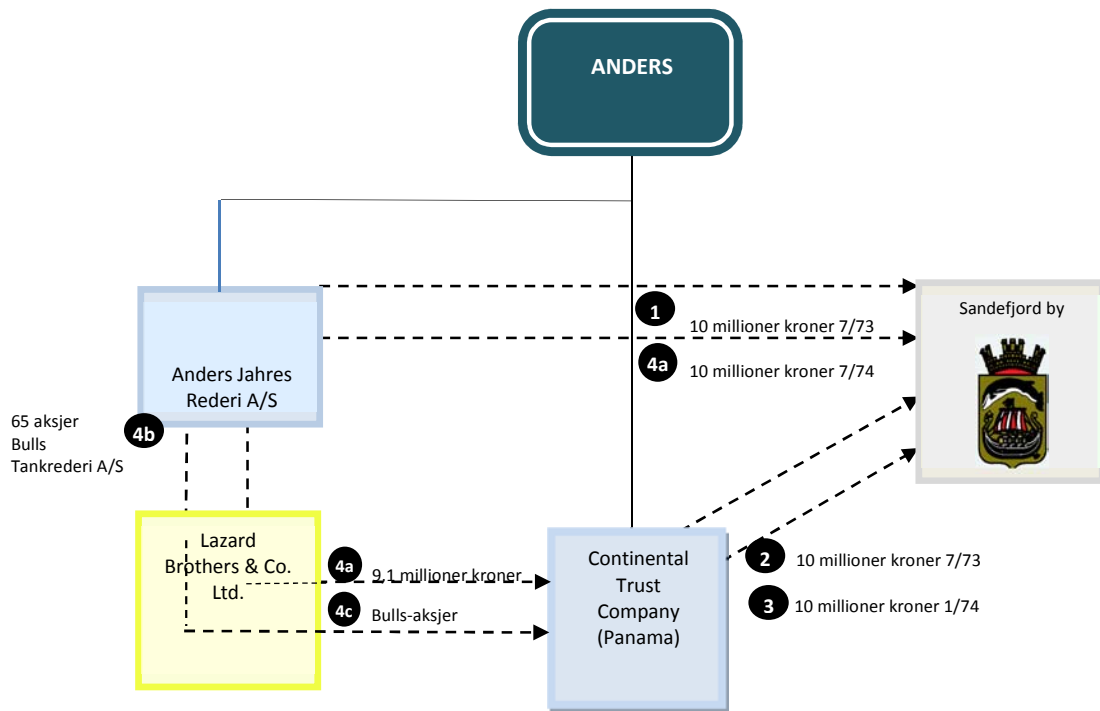 ANDERS
1
10 millioner kroner 7/73
4a
10 millioner kroner 7/74
Sandefjord by
Anders Jahres
Rederi A/S
65 aksjer
Bulls
Tankrederi A/S
4b
Lazard
Brothers & Co.
Ltd.
4a
9,1 millioner kroner
4c
Bulls-aksjer
Continental
Trust
Company
(Panama)
2
10 millioner kroner 7/73
3
10 millioner kroner 1/74